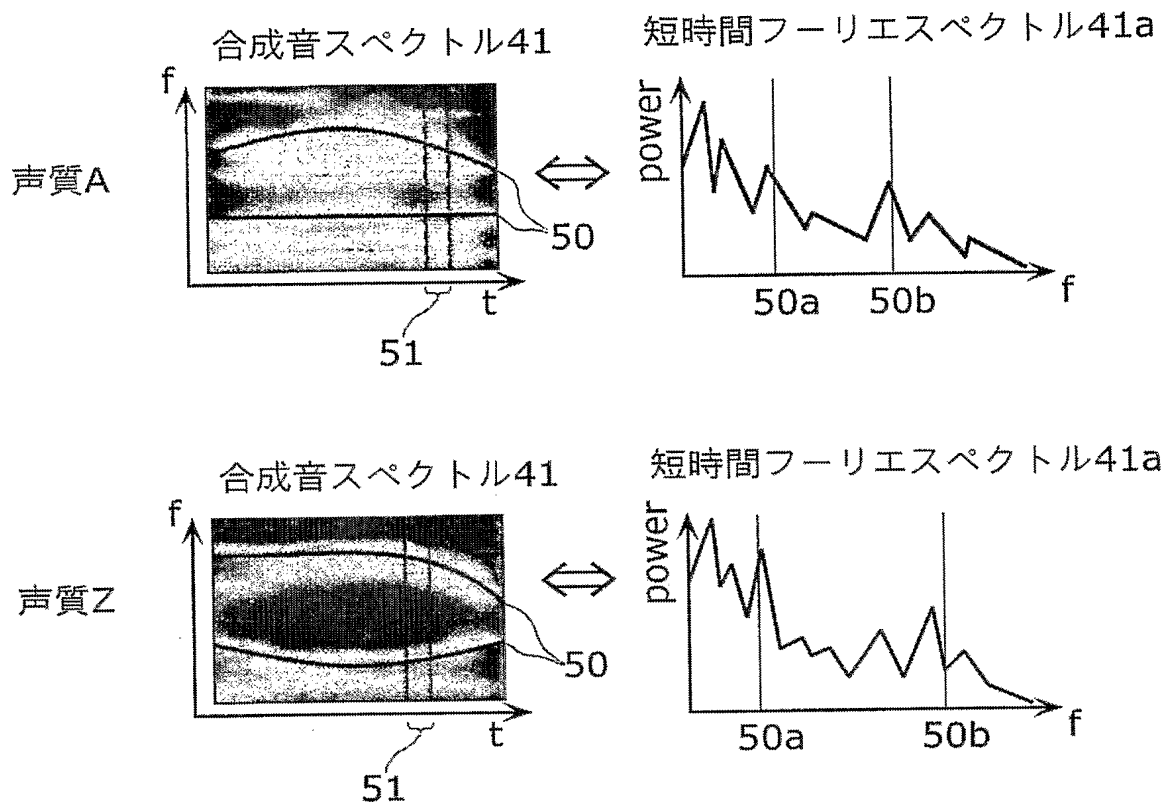 合成音スペクトル41
短時間フーリエスペクトル41a
f
power
声質A
50
50a
50b
f
t
51
合成音スペクトル41
短時間フーリエスペクトル41a
f
power
声質Z
50
50a
50b
f
t
51